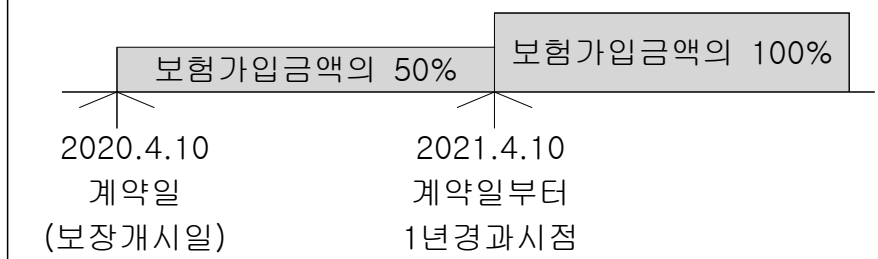 보험가입금액의 50%
보험가입금액의 100%
2020.4.10
계약일
(보장개시일)
2021.4.10
계약일부터
1년경과시점